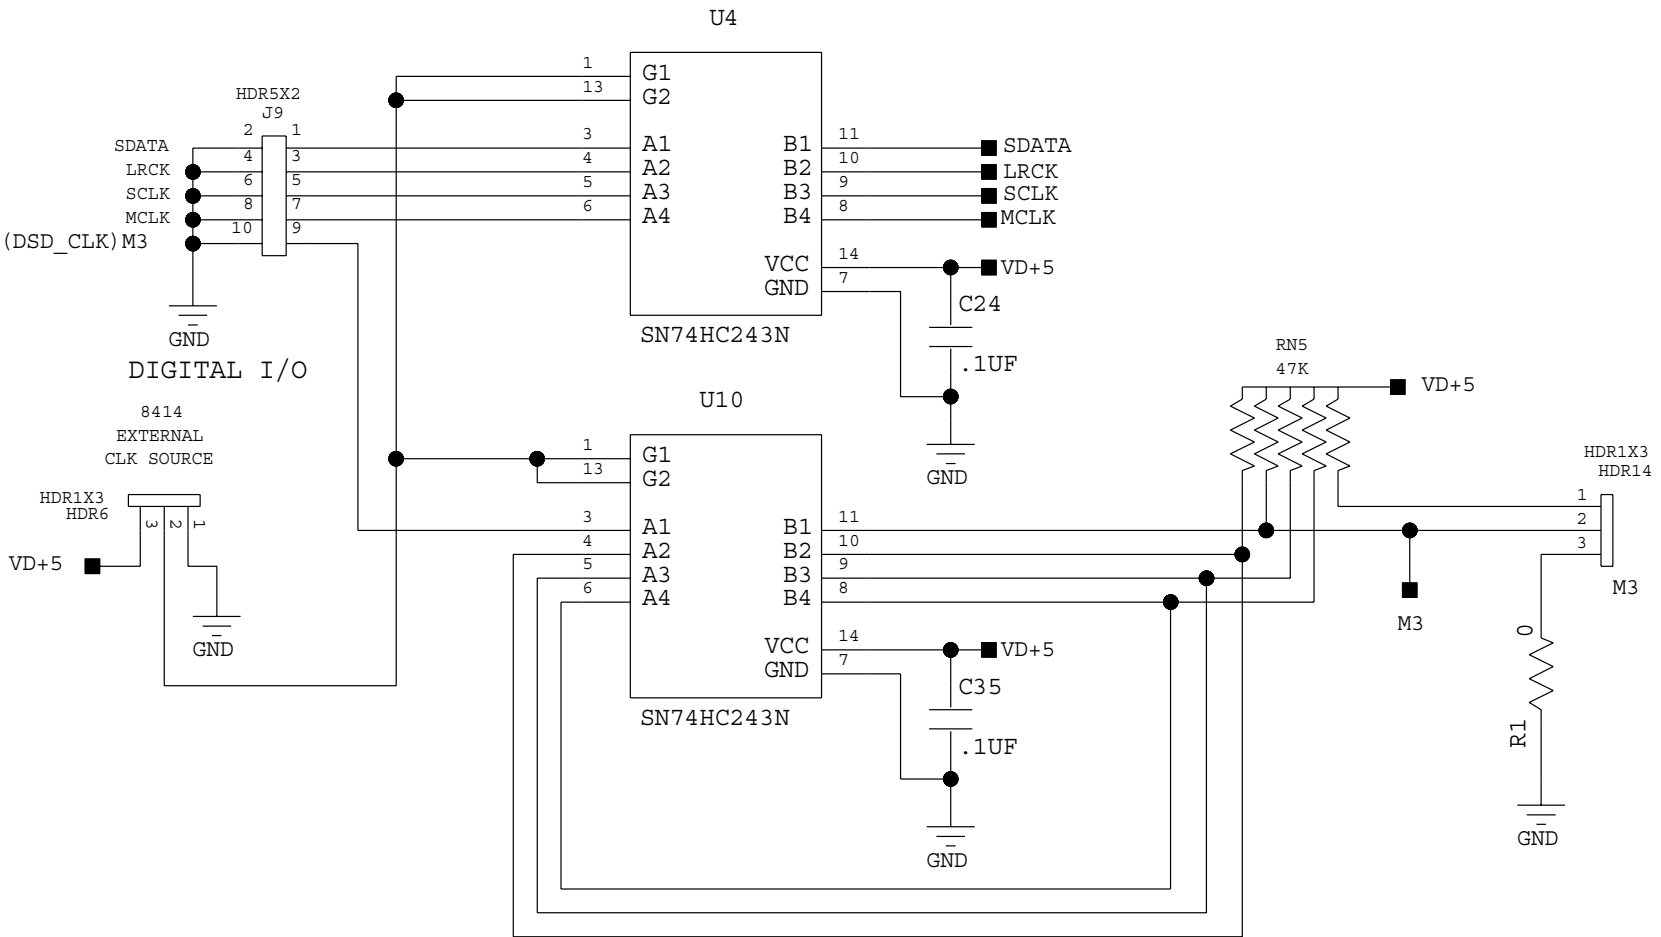 U4
1
G1
13
G2
HDR5X2
J9
2
1
SDATA
3
A1
B1
11
SDATA
4
3
LRCK
4
A2
B2
10
LRCK
6
5
SCLK
5
A3
B3
9
SCLK
8
7
MCLK
6
A4
B4
8
MCLK
10
9
(DSD_CLK)M3
VCC
14
VD+5
GND
7
C24
GND
SN74HC243N
.1UF
DIGITAL I/O
RN5
47K
VD+5
U10
8414
EXTERNAL
CLK SOURCE
1
G1
13
G2
GND
HDR1X3
HDR14
HDR1X3
HDR6
3
2
1
1
2
3
3
A1
B1
11
4
A2
B2
10
5
A3
B3
9
6
A4
B4
8
VD+5
M3
M3
GND
VCC
14
VD+5
GND
7
C35
0
SN74HC243N
.1UF
R1
GND
GND